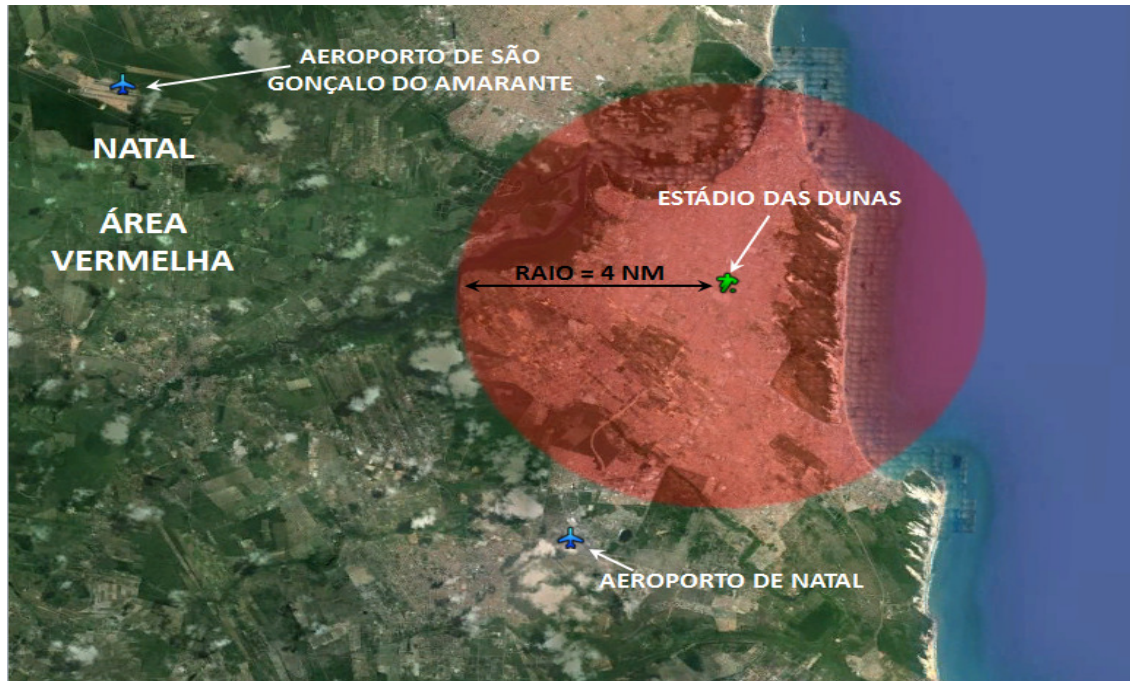 AEROPORTO DE SÃO
GONÇALO DO AMARANTE
NATAL
ÁREA
VERMELHA
ESTÁDIO DAS DUNAS
RAIO = 4 NM
AEROPORTO DE NATAL